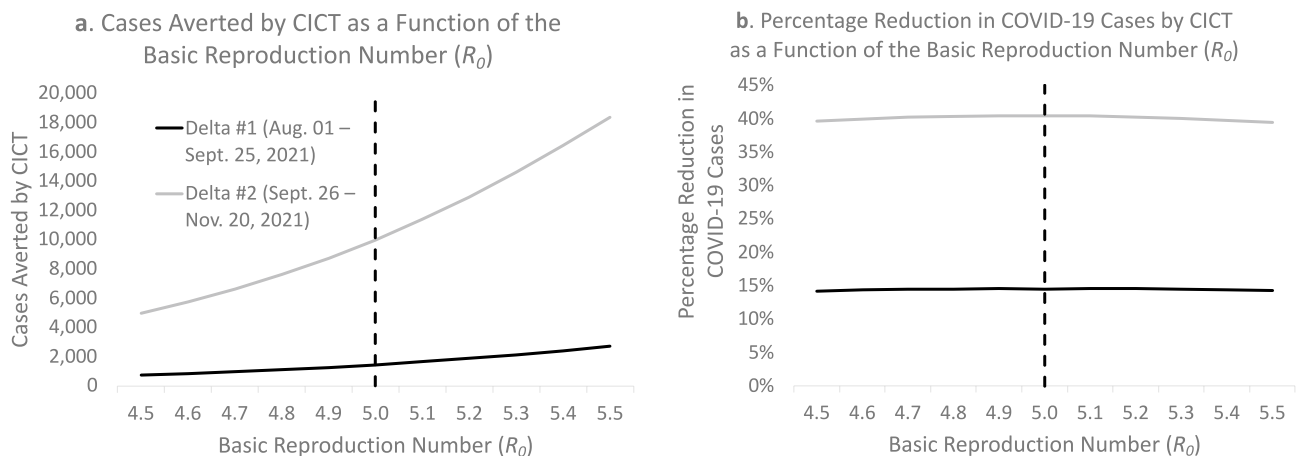 a. Cases Averted by CICT as a Function of the
Basic Reproduction Number (R0)
Cases Averted by CICT
20,000
18,000
16,000
14,000
12,000
10,000
8,000
6,000
4,000
2,000
0
Delta #1 (Aug. 01 –
Sept. 25, 2021)
Delta #2 (Sept. 26 –
Nov. 20, 2021)
4.5 4.6 4.7 4.8 4.9 5.0 5.1 5.2 5.3 5.4 5.5
Basic Reproduction Number (R0)
b. Percentage Reduction in COVID-19 Cases by CICT
as a Function of the Basic Reproduction Number (R0)
Percentage Reduction in
COVID-19 Cases
45%
40%
35%
30%
25%
20%
15%
10%
5%
0%
4.5 4.6 4.7 4.8 4.9 5.0 5.1 5.2 5.3 5.4 5.5
Basic Reproduction Number (R0)